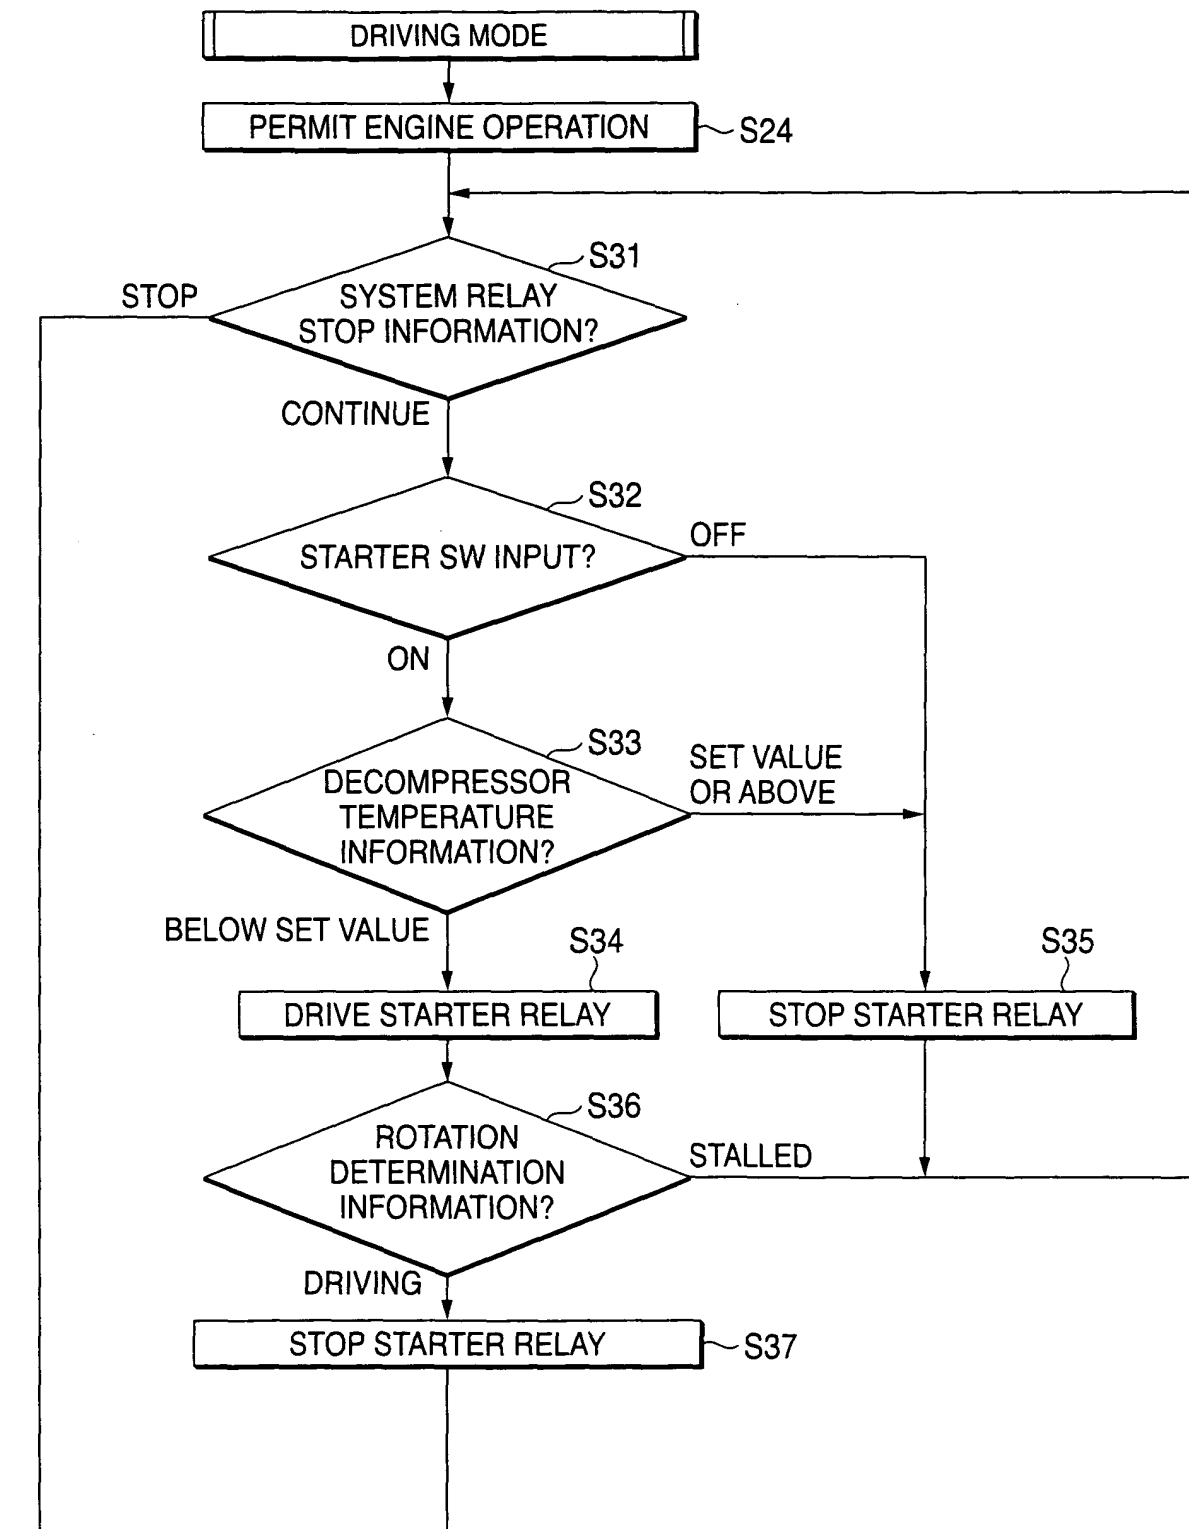 DRIVING MODE
PERMIT ENGINE OPERATION
S24
S31
STOP
SYSTEM RELAY
STOP INFORMATION?
CONTINUE
S32
OFF
STARTER SW INPUT?
ON
S33
SET VALUE
OR ABOVE
DECOMPRESSOR
TEMPERATURE
INFORMATION?
BELOW SET VALUE
S34
S35
DRIVE STARTER RELAY
STOP STARTER RELAY
S36
ROTATION
DETERMINATION
INFORMATION?
STALLED
DRIVING
STOP STARTER RELAY
S37